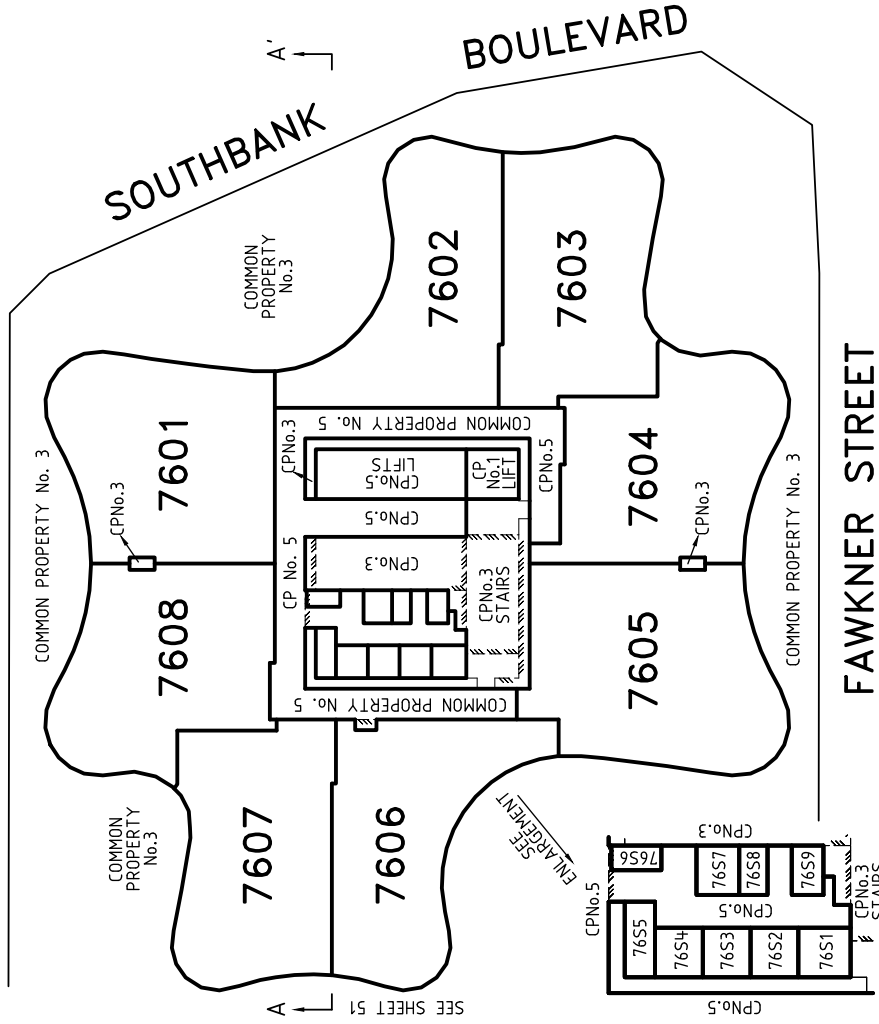 SOUTHBANK
BOULEVARD
A'
COMMON
PROPERTY
No.3
COMMON PROPERTY No. 3
7601
7602
7603
7604
7605
7606
7607
7608
CPNo.3
CPNo.3
COMMON PROPERTY No. 5
CPNo.3
CPNo.5
LIFTS
CP
No.1
LIFT
CPNo.5
CPNo.5
CP No. 5
CPNo.3
CPNo.3
STAIRS
COMMON PROPERTY No. 5
COMMON PROPERTY No. 3
FAWKNER STREET
COMMON
PROPERTY
No.3
SEE
ENLARGEMENT
A
SEE SHEET 51
CPNo.5
76S6
76S7
76S8
76S9
CPNo.3
CPNo.5
76S5
76S4
76S3
76S2
76S1
CPNo.3
STAIRS
CPNo.5